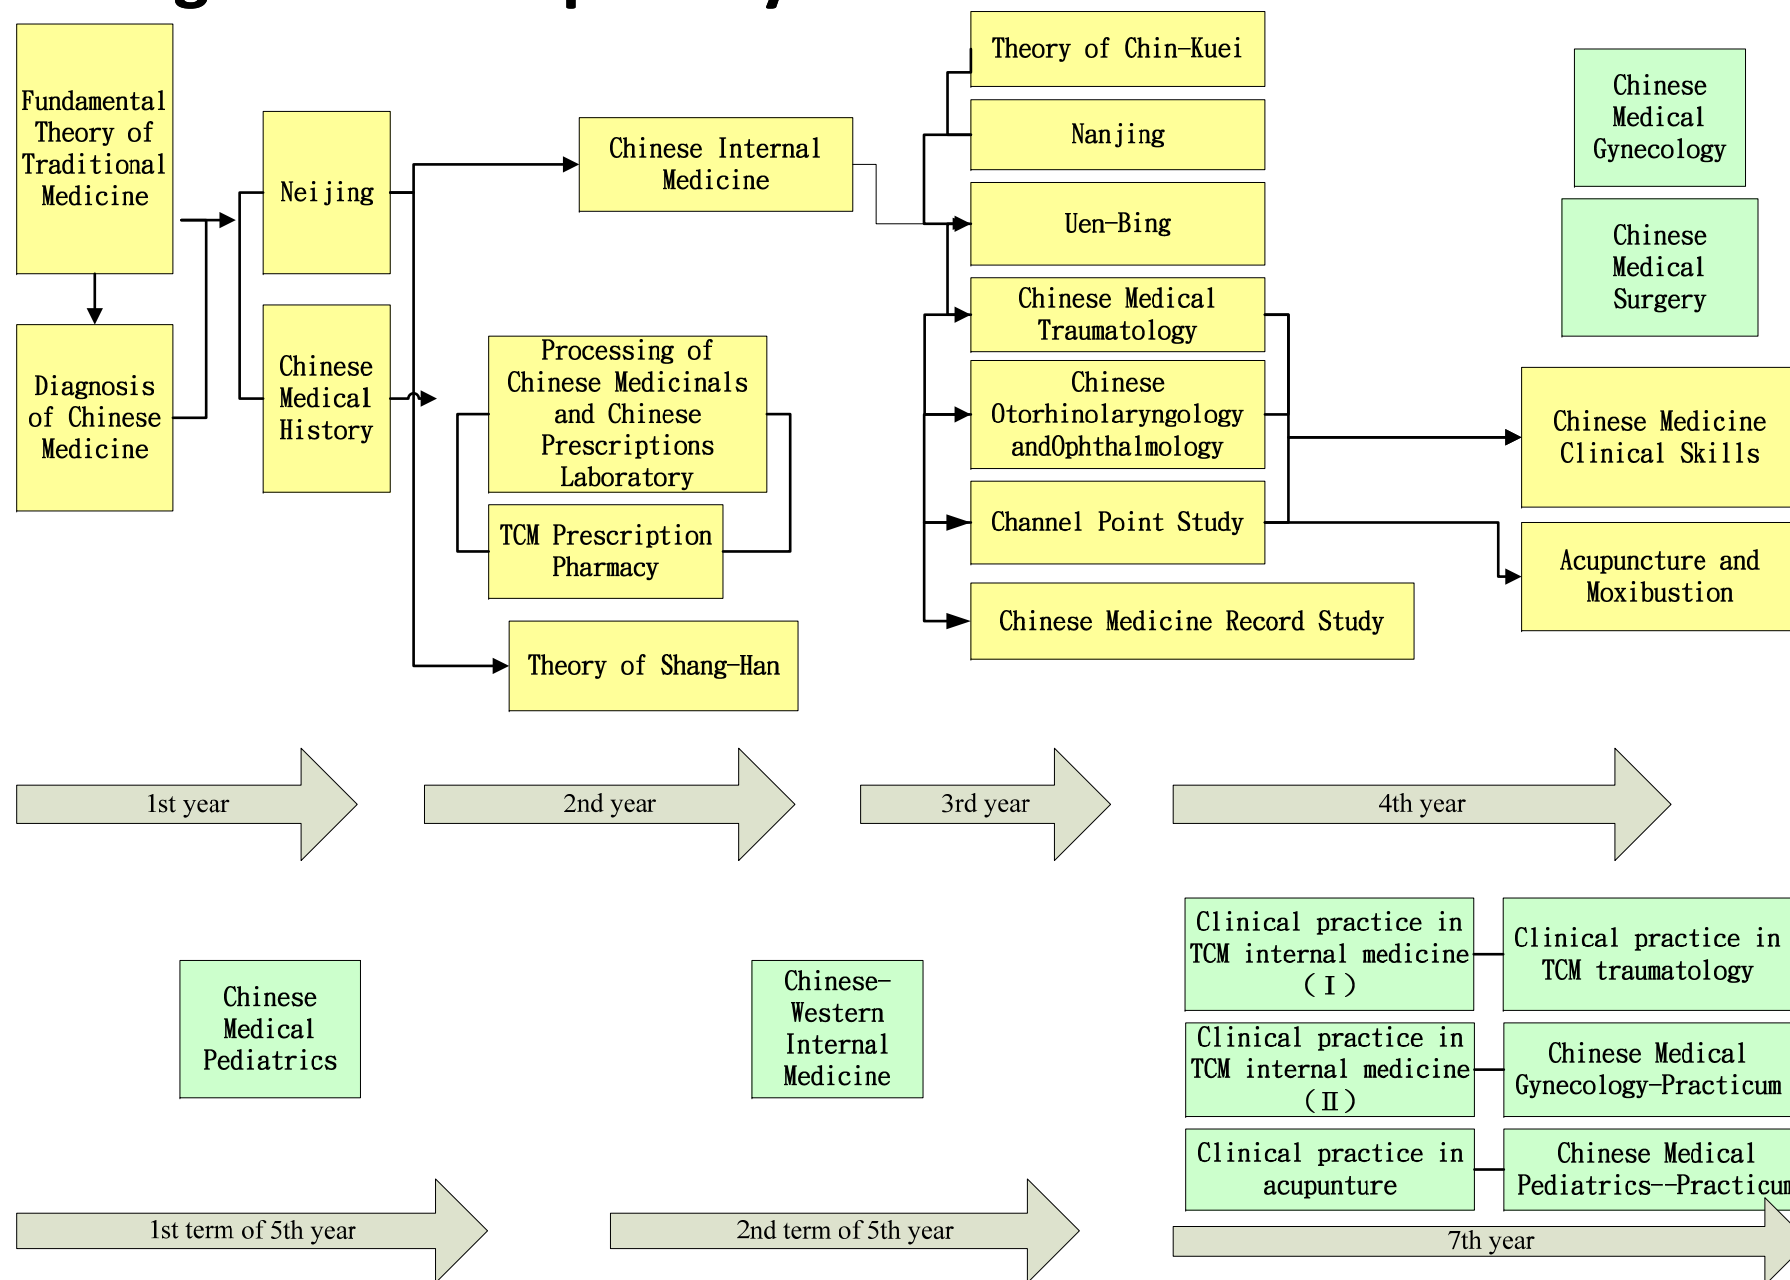 Fundamental
Theory of
Traditional
Medicine
Diagnosis
of Chinese
Medicine
Neijing
Chinese
Medical
History
Chinese Internal
Medicine
Processing of
Chinese Medicinals
and Chinese
Prescriptions
Laboratory
TCM Prescription
Pharmacy
Theory of Shang-Han
Theory of Chin-Kuei
Nanjing
Uen-Bing
Chinese Medical
Traumatology
Chinese
Otorhinolaryngology
andOphthalmology
Channel Point Study
Chinese Medicine Record Study
Chinese
Medical
Gynecology
Chinese
Medical
Surgery
Chinese Medicine
Clinical Skills
Acupuncture and
Moxibustion
1st year
2nd year
3rd year
4th year
Chinese
Medical
Pediatrics
Chinese-
Western
Internal
Medicine
Clinical practice in
TCM internal medicine
(Ⅰ)
Clinical practice in
TCM traumatology
Clinical practice in
TCM internal medicine
(Ⅱ)
Chinese Medical
Gynecology-Practicum
Clinical practice in
acupunture
Chinese Medical
Pediatrics--Practicum
1st term of 5th year
2nd term of 5th year
7th year